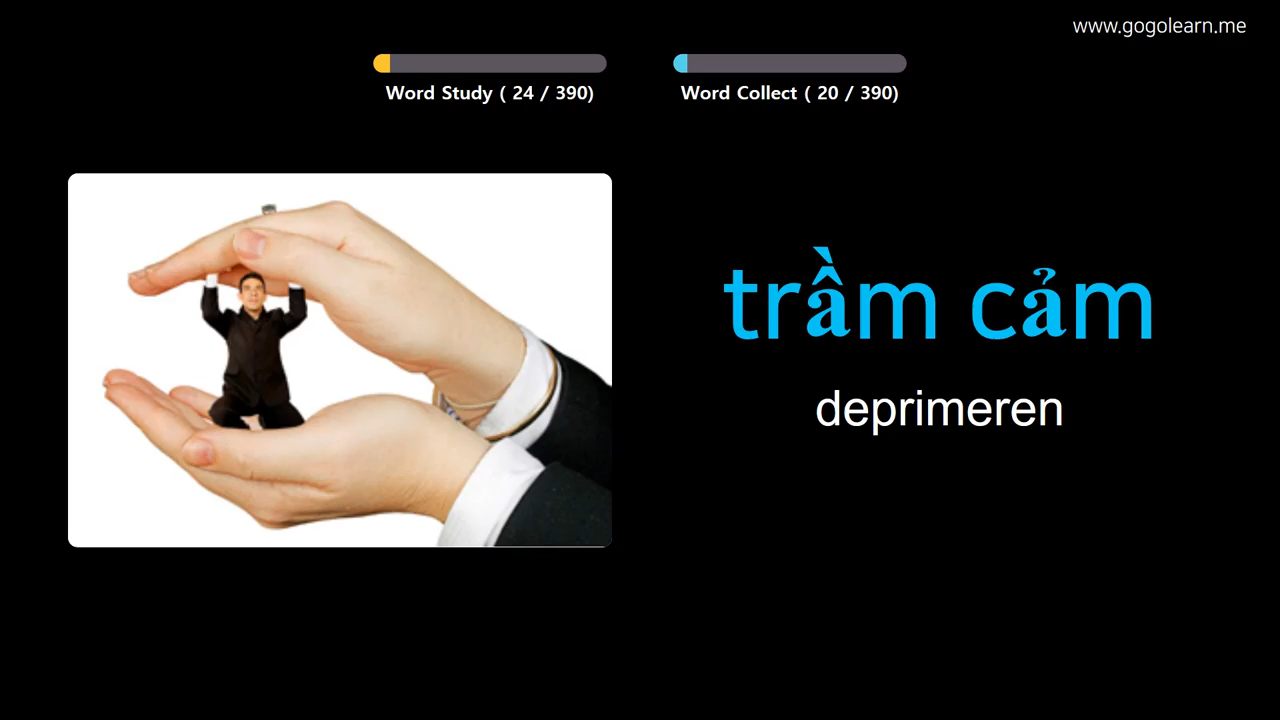 www.gogolearn.me
Word Study ( 24 / 390)
Word Collect ( 20 / 390)
trầm cảm
deprimeren